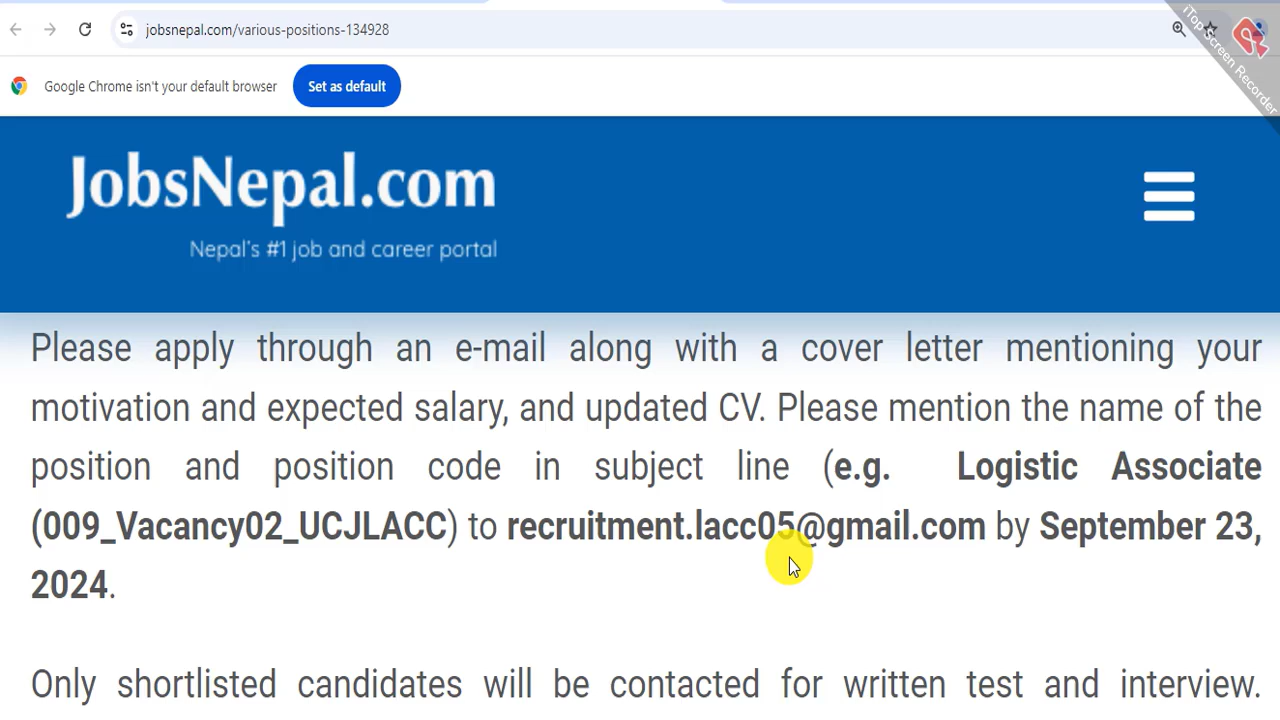 jobsnepal.com/various-positions-134928
iTop Screen Recorder
Google Chrome isn't your default browser
Set as default
JobsNepal.com
Nepal's #1 job and career portal
Please apply through an e-mail along with a cover letter mentioning your
motivation and expected salary, and updated CV. Please mention the name of the
position and position code in subject line (e.g. Logistic Associate
(009_Vacancy02_UCJLACC) to recruitment.lacc05@gmail.com by September 23,
2024.
Only shortlisted candidates will be contacted for written test and interview.